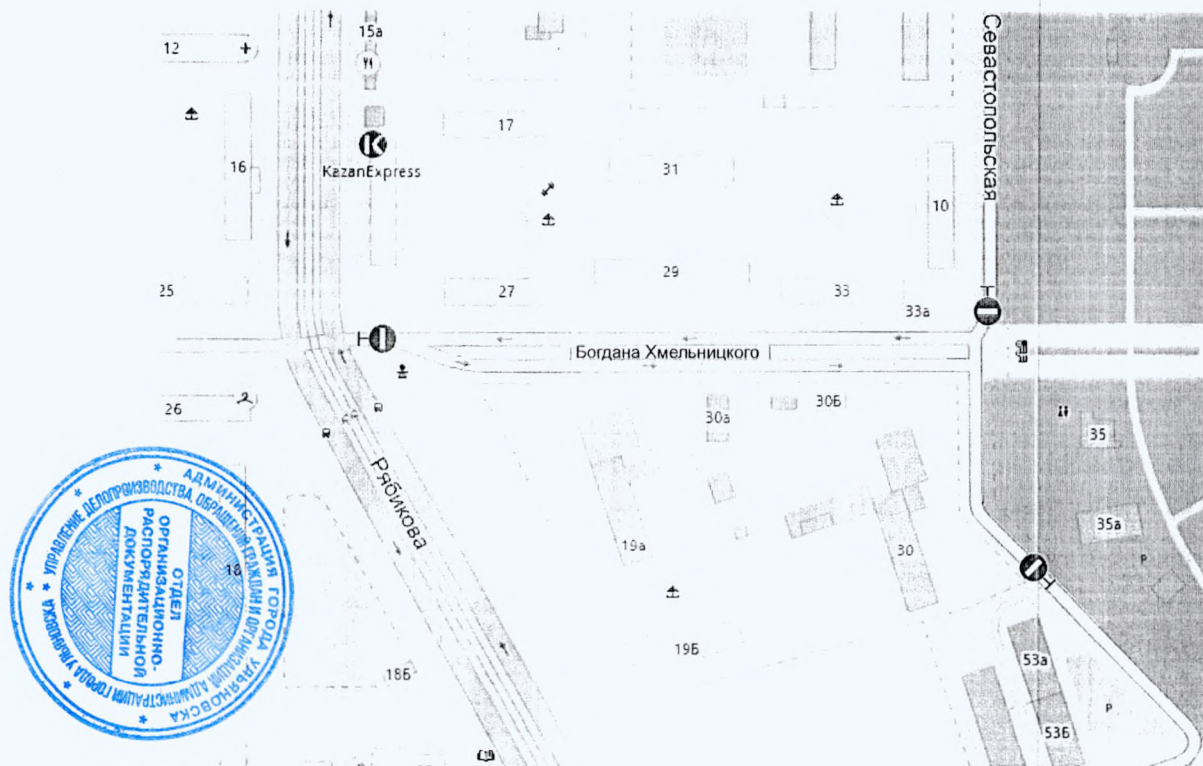 12
15а
Севастопольская
17
16
KazanExpress
31
10
25
27
29
33
33а
Богдана Хмельницкого
26
30а
30Б
35
Рябикова
35а
19а
30
18
19Б
18Б
53а
53Б
Р
Р
АДМИНИСТРАЦИЯ ГОРОДА УЛЬЯНОВСКА
УПРАВЛЕНИЕ ДЕЛОПРОИЗВОДСТВА, ОБРАЩЕНИЙ ГРАЖДАН И ОРГАНИЗАЦИЙ АДМИНИСТРАЦИИ ГОРОДА УЛЬЯНОВСКА
ОТДЕЛ
ОРГАНИЗАЦИОННО-
РАСПОРЯДИТЕЛЬНОЙ
ДОКУМЕНТАЦИИ